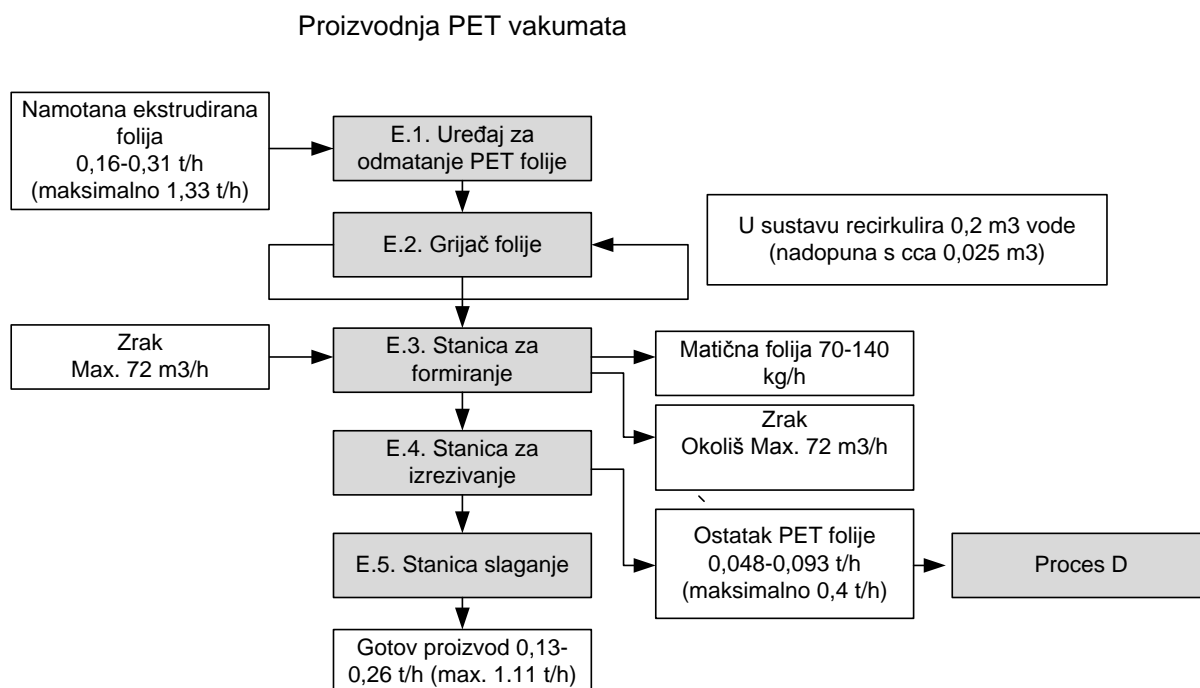 Proizvodnja PET vakumata
Namotana ekstrudirana
folija
0,16-0,31 t/h
(maksimalno 1,33 t/h)
E.1. Uređaj za
odmatanje PET folije
E.2. Grijač folije
U sustavu recirkulira 0,2 m3 vode
(nadopuna s cca 0,025 m3)
Zrak
Max. 72 m3/h
E.3. Stanica za
formiranje
Matična folija 70-140
kg/h
Zrak
Okoliš Max. 72 m3/h
E.4. Stanica za
izrezivanje
Ostatak PET folije
0,048-0,093 t/h
(maksimalno 0,4 t/h)
Proces D
E.5. Stanica slaganje
Gotov proizvod 0,13-
0,26 t/h (max. 1.11 t/h)